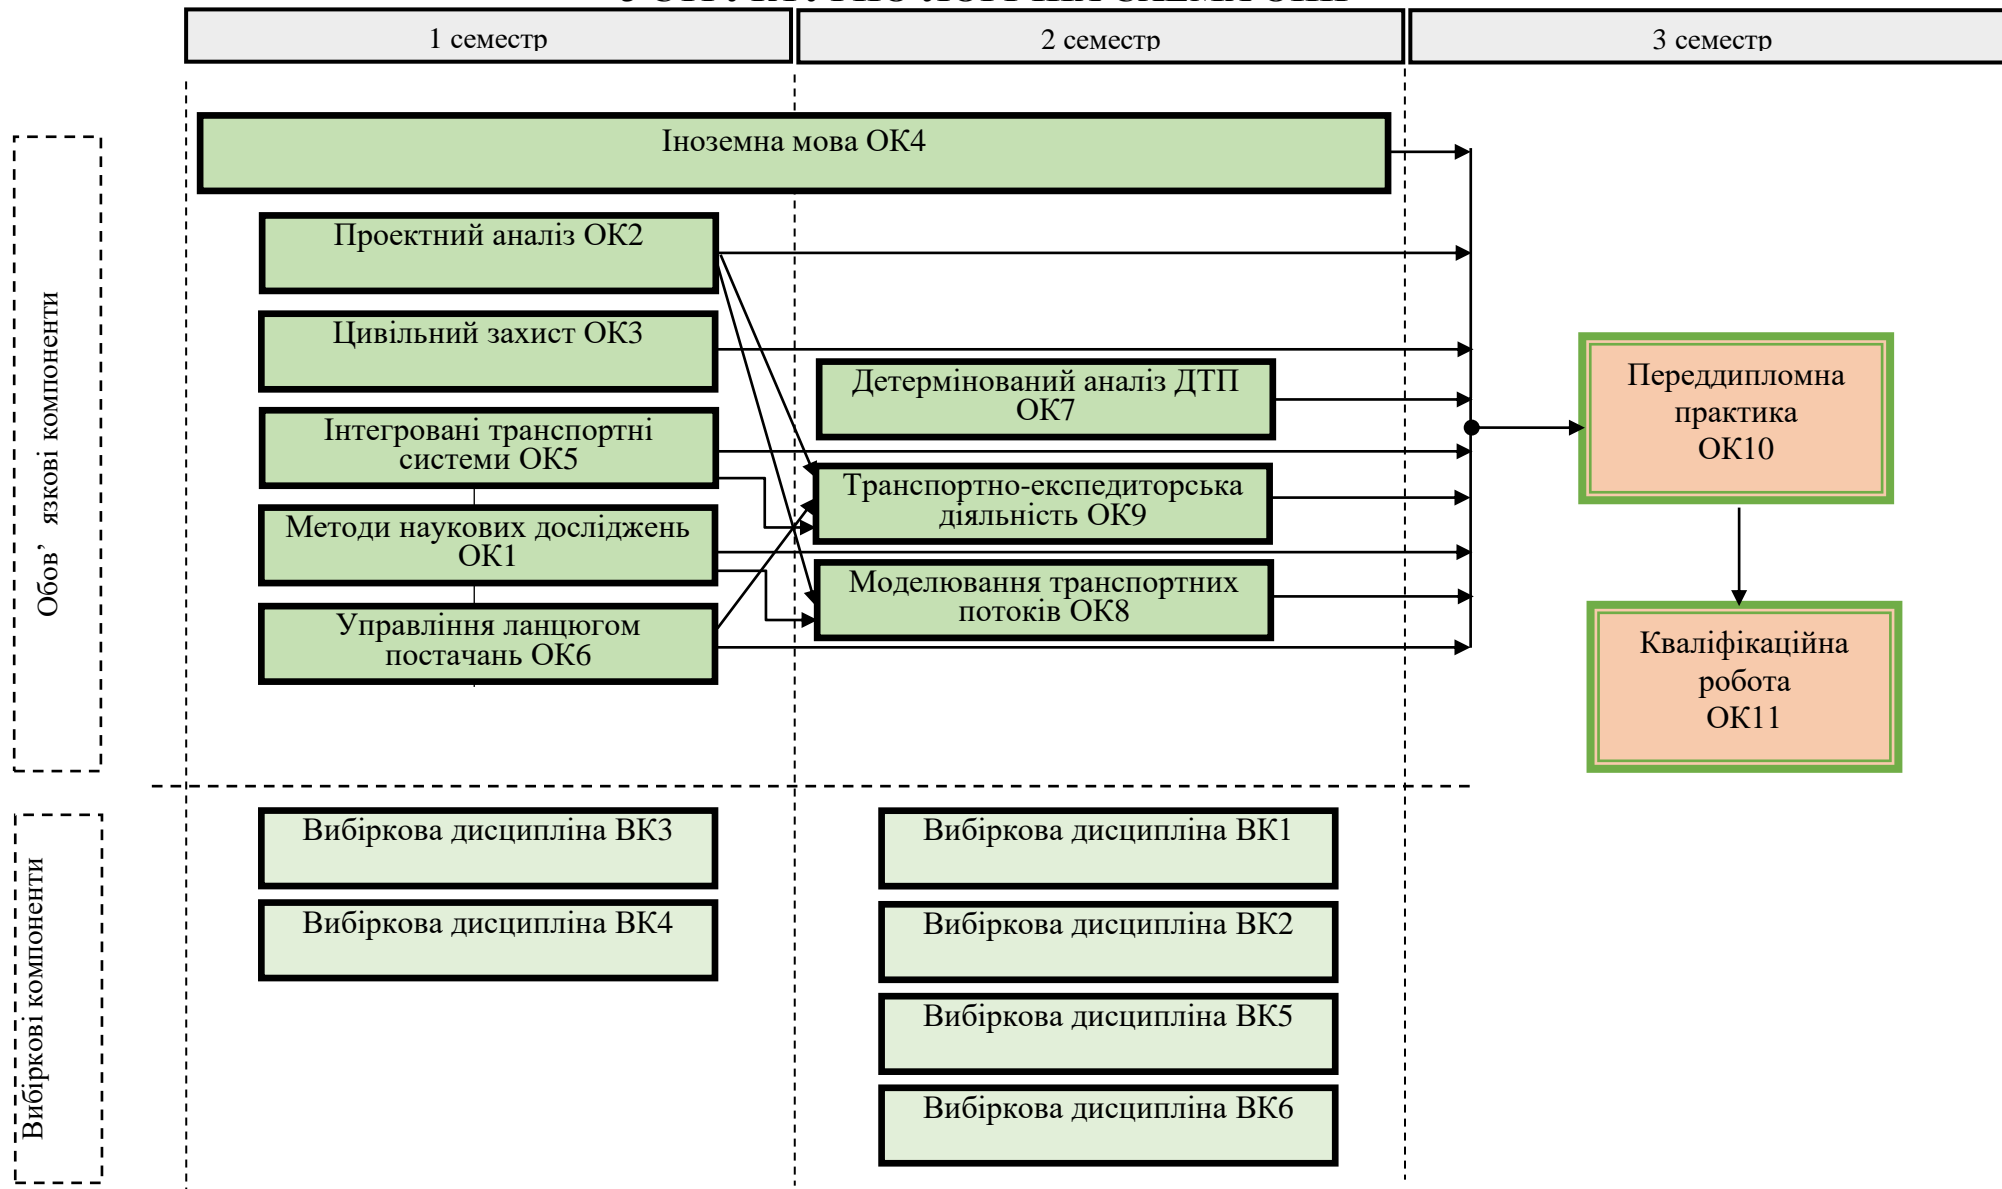 1 семестр
2 семестр
3 семестр
Обов’ язкові компоненти
Іноземна мова ОК4
Проектний аналіз ОК2
Цивільний захист ОК3
Інтегровані транспортні
системи ОК5
Методи наукових досліджень
ОК1
Управління ланцюгом
постачань ОК6
Детермінований аналіз ДТП
ОК7
Транспортно-експедиторська
діяльність ОК9
Моделювання транспортних
потоків ОК8
Переддипломна
практика
ОК10
Кваліфікаційна
робота
ОК11
Вибіркові компоненти
Вибіркова дисципліна ВК3
Вибіркова дисципліна ВК4
Вибіркова дисципліна ВК1
Вибіркова дисципліна ВК2
Вибіркова дисципліна ВК5
Вибіркова дисципліна ВК6